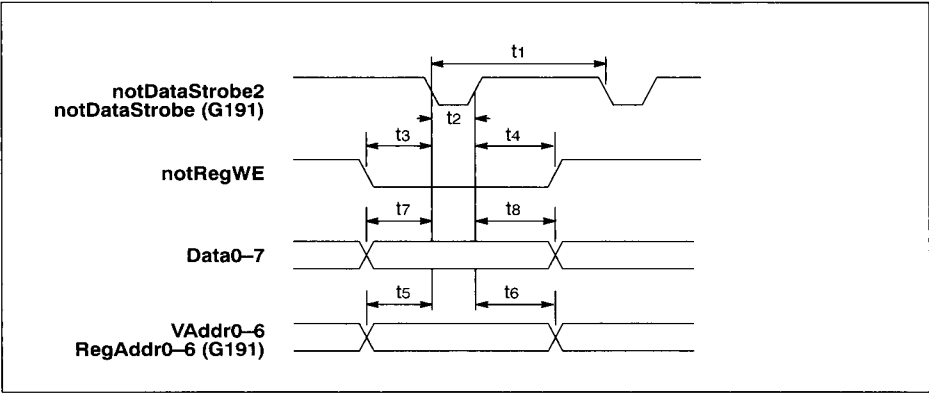 t1
notDataStrobe2
notDataStrobe (G191)
t2
t3
t4
notRegWE
t7
t8
Data0–7
t5
t6
VAddr0–6
RegAddr0–6 (G191)